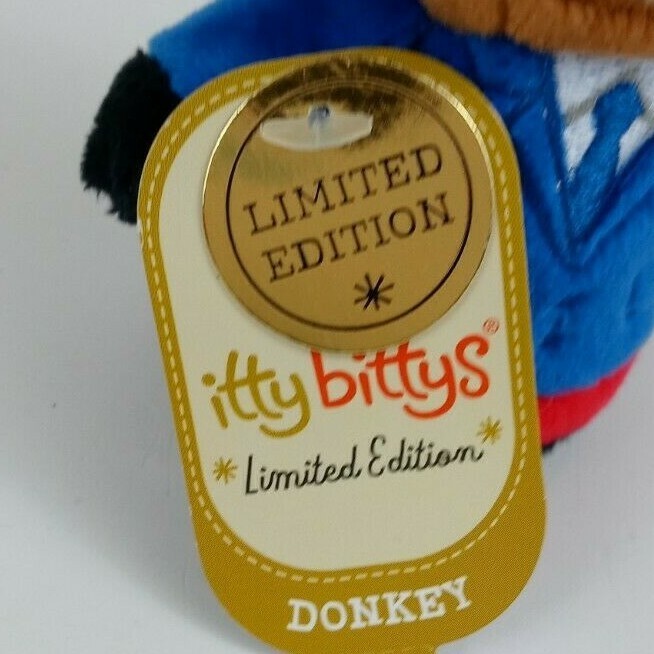 LIMITED
EDITION
*
itty bittys®
* Limited Edition *
DONKEY